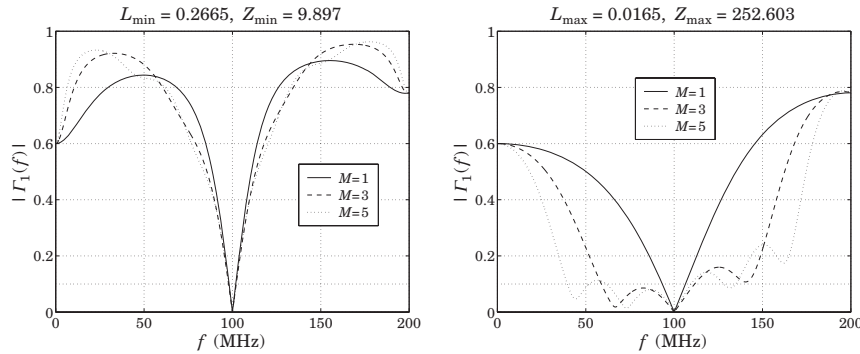 L_min = 0.2665, Z_min = 9.897
| Γ_1(f) |
1
0.8
0.6
0.4
0.2
0
M=1
M=3
M=5
0 50 100 150 200
f (MHz)
L_max = 0.0165, Z_max = 252.603
| Γ_1(f) |
1
0.8
0.6
0.4
0.2
0
M=1
M=3
M=5
0 50 100 150 200
f (MHz)